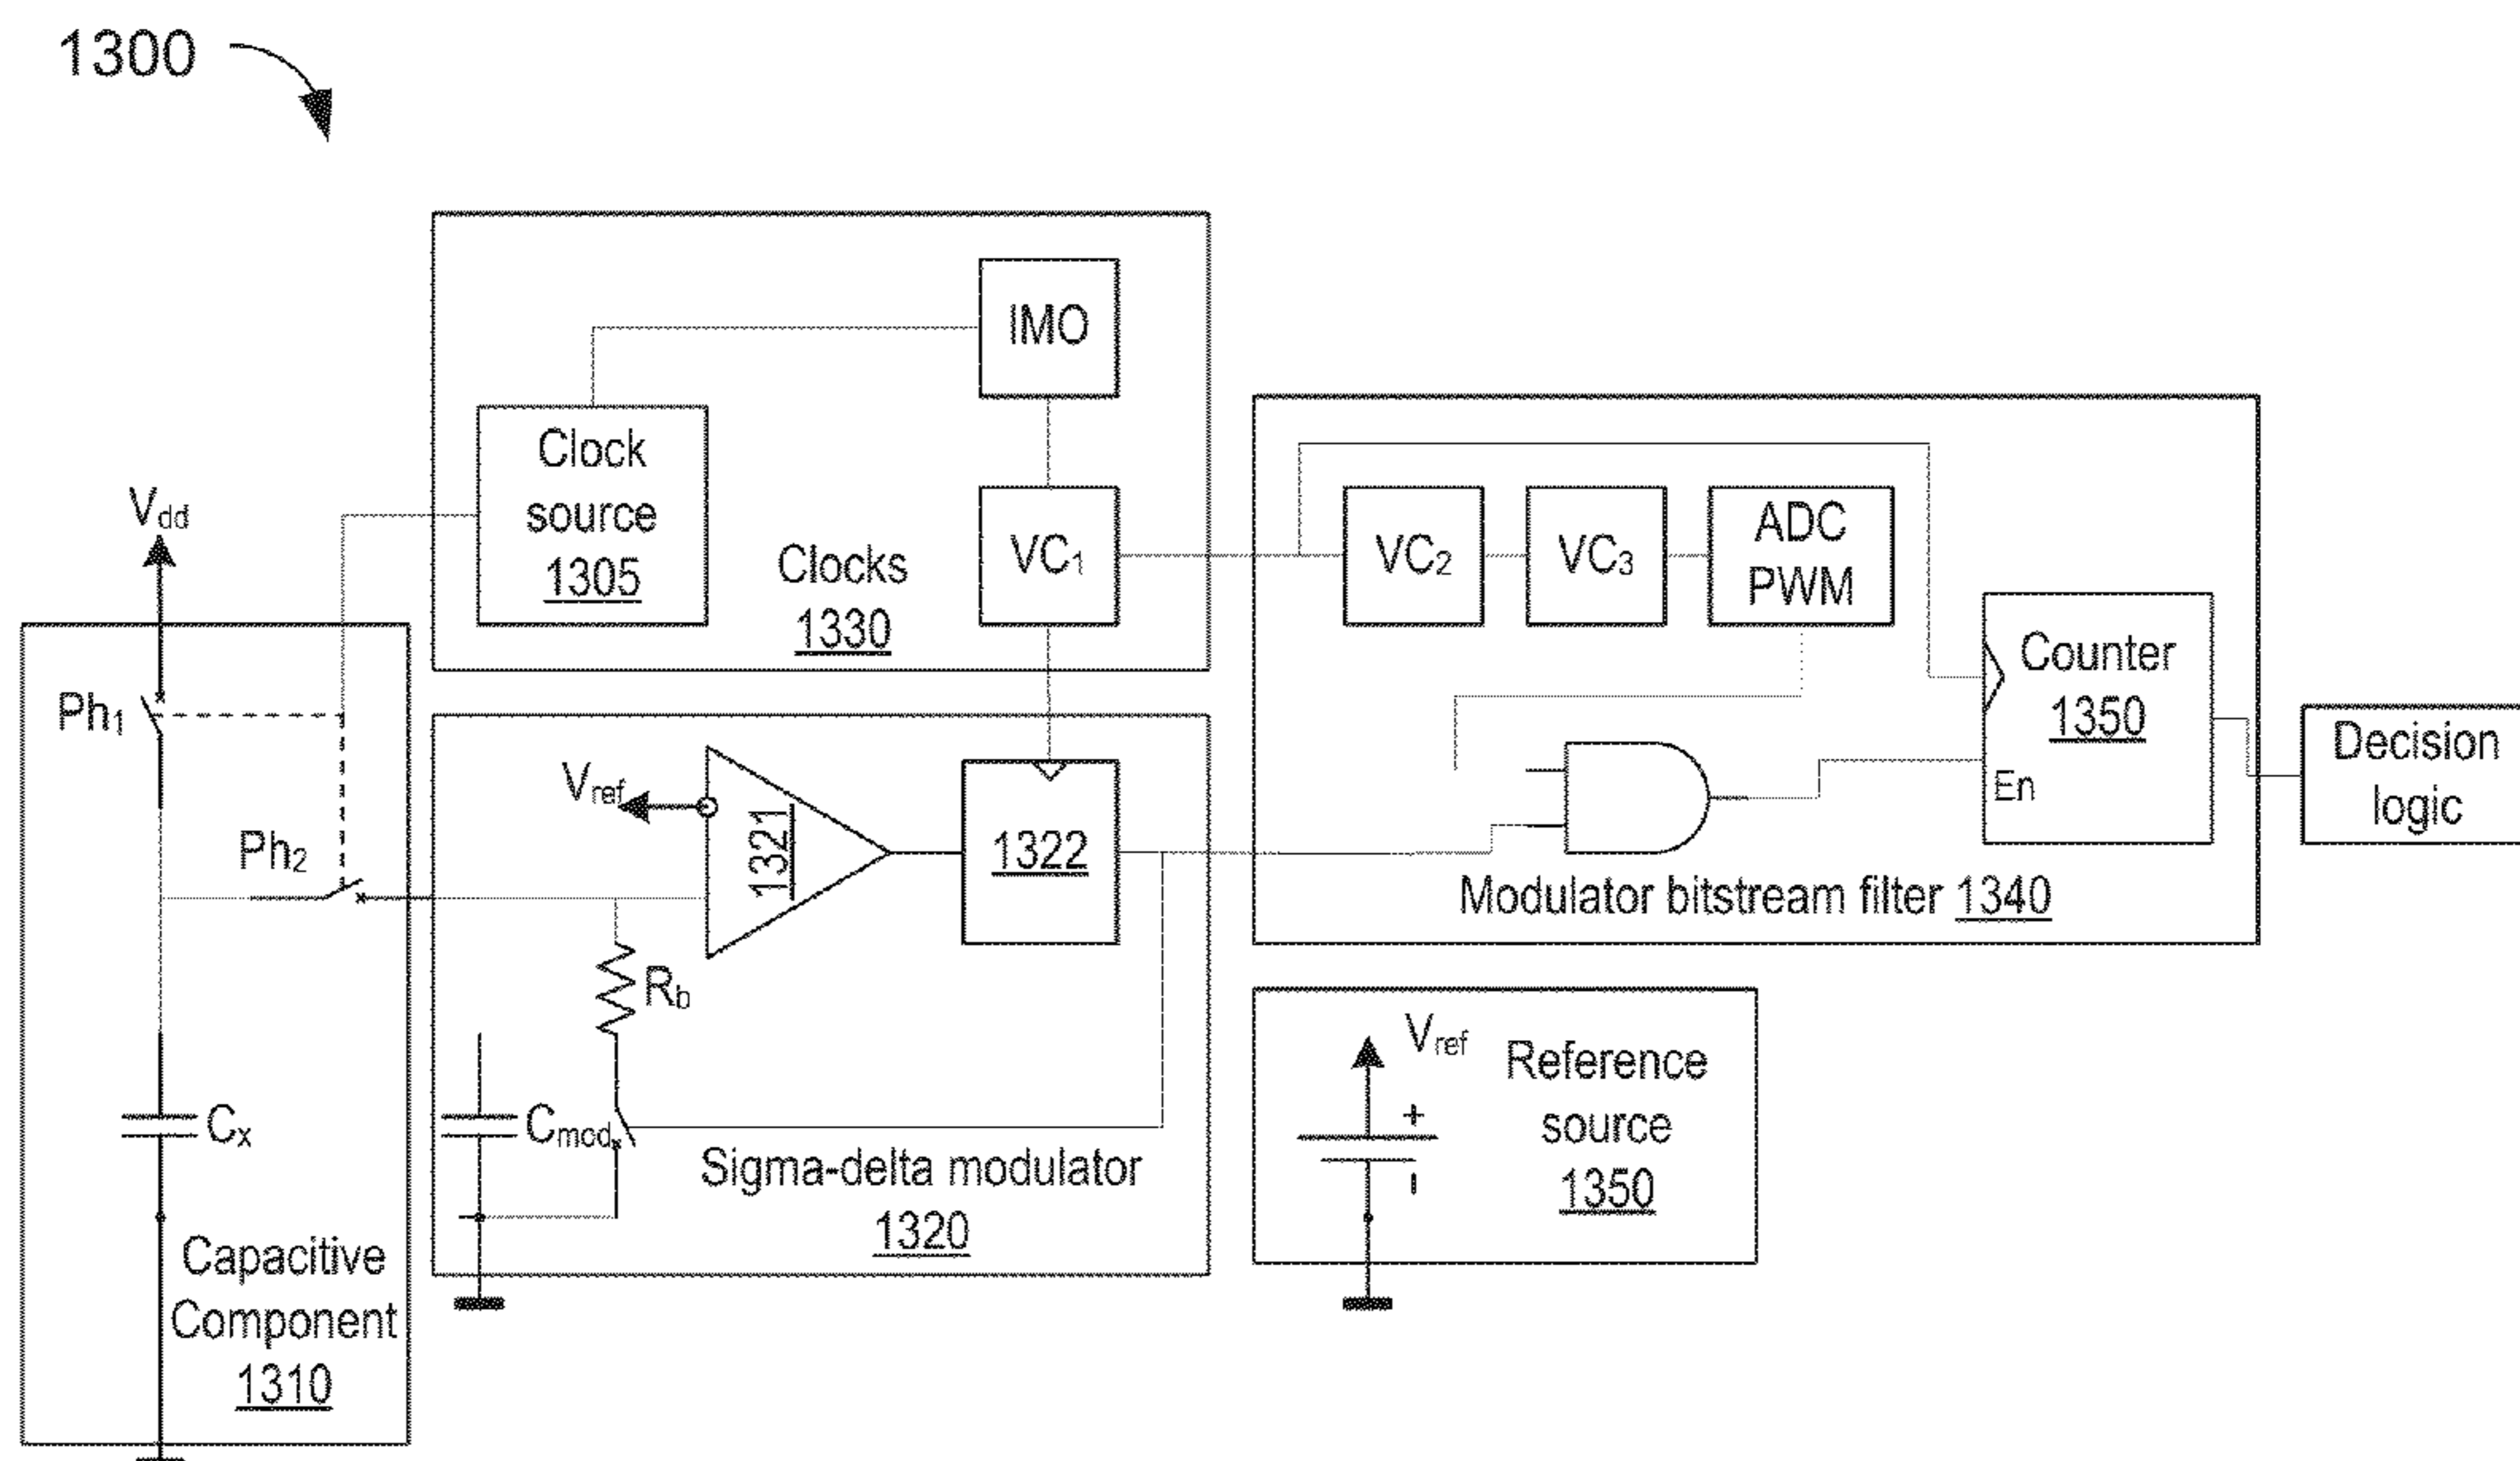 1300
IMO
Clock
source
1305
Clocks
1330
VC1
VC2
VC3
ADC
PWM
Counter
1350
En
Decision
logic
Vdd
Ph1
Ph2
Vref
1321
1322
Modulator bitstream filter 1340
Rb
Cx
Cmod
Sigma-delta modulator
1320
Vref
+
-
Reference
source
1350
Capacitive
Component
1310